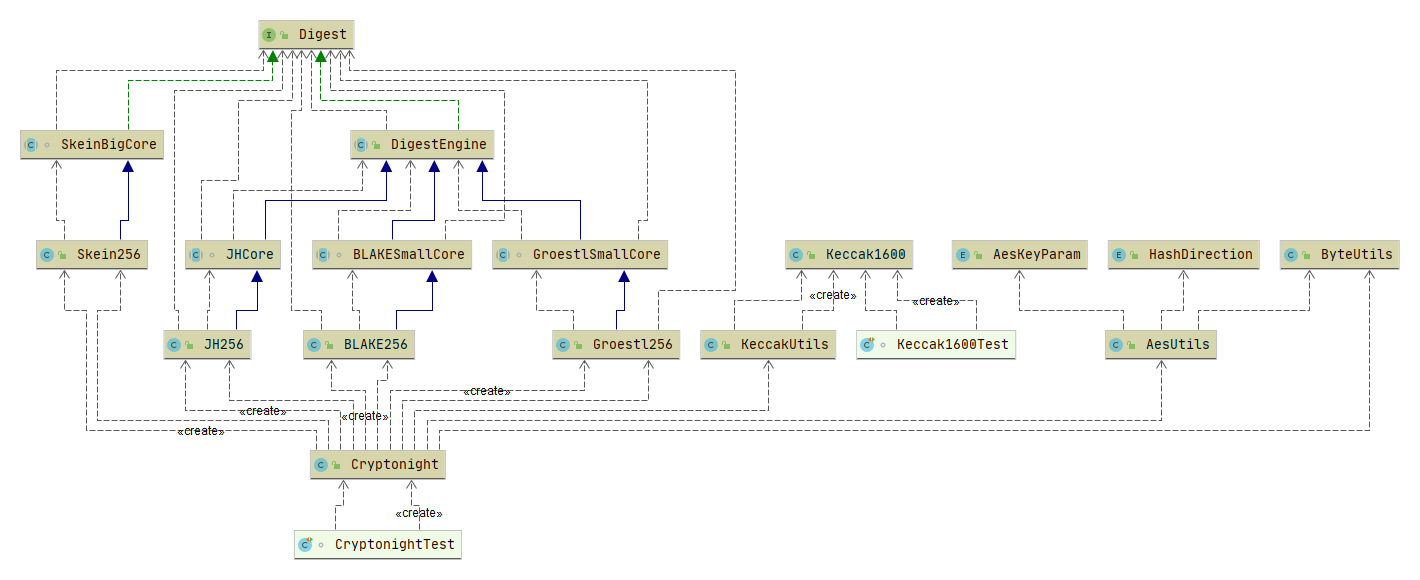 Digest
SkeinBigCore
DigestEngine
Skein256
JHCore
BLAKESmallCore
GroestlSmallCore
Keccak1600
AesKeyParam
HashDirection
ByteUtils
«create»
«create»
JH256
BLAKE256
Groestl256
KeccakUtils
Keccak1600Test
AesUtils
«create»
«create»
«create»
«create»
Cryptonight
«create»
CryptonightTest